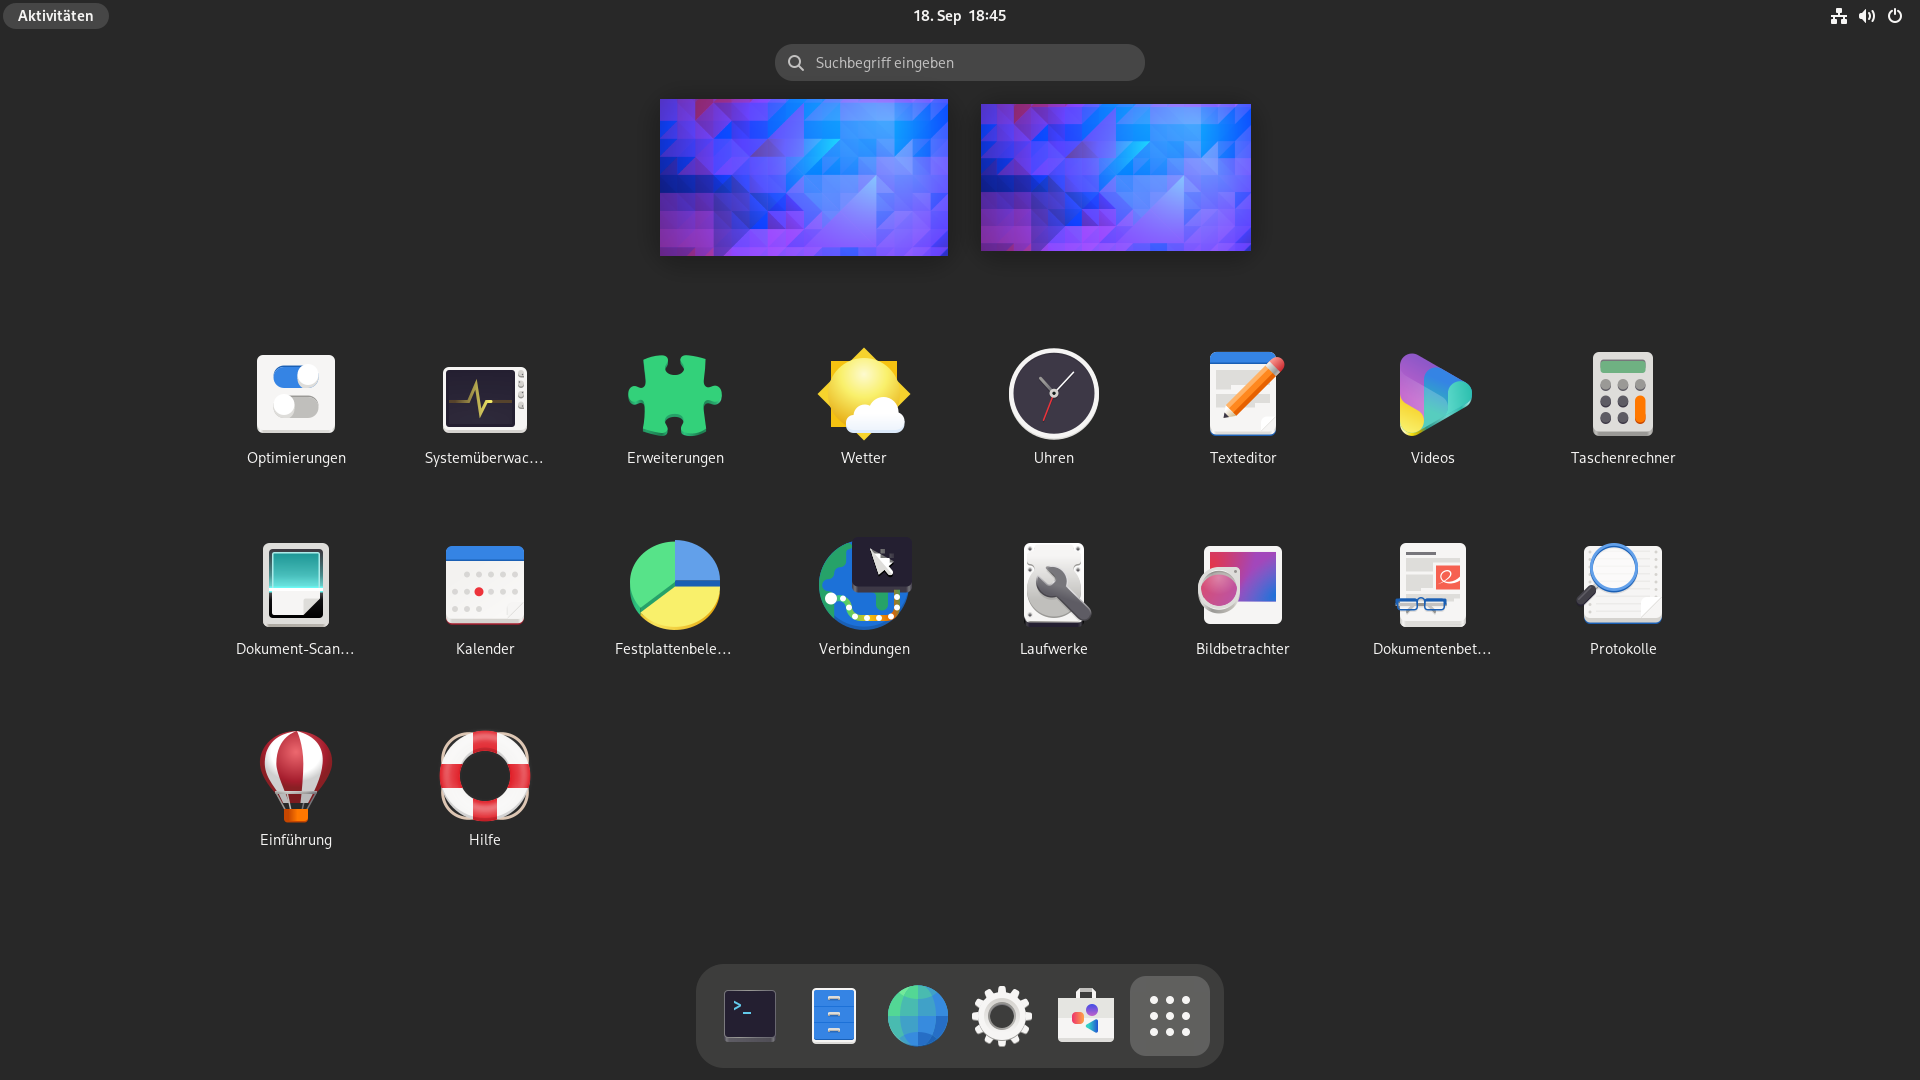 Aktivitäten
18. Sep 18:45
Suchbegriff eingeben
Optimierungen
Systemüberwac…
Erweiterungen
Wetter
Uhren
Texteditor
Videos
Taschenrechner
Dokument-Scan…
Kalender
Festplattenbele…
Verbindungen
Laufwerke
Bildbetrachter
Dokumentenbet…
Protokolle
Einführung
Hilfe
>_